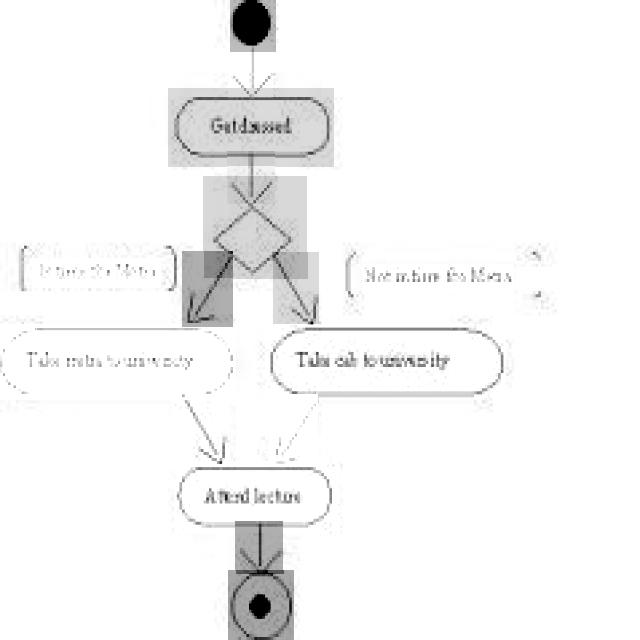 Get dressed
In time for Metro
Not in time for Metro
Take metro to university
Take cab to university
Attend lecture